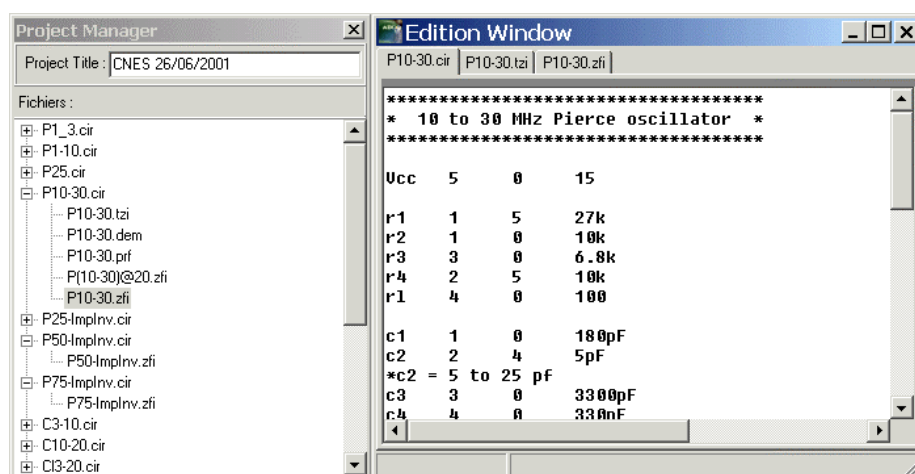 Project Manager
Project Title : CNES 26/06/2001
Fichiers :
P1_3.cir
P1-10.cir
P25.cir
P10-30.cir
P10-30.tzi
P10-30.dem
P10-30.prf
P(10-30)@20.zfi
P10-30.zfi
P25-ImpInv.cir
P50-ImpInv.cir
P50-ImpInv.zfi
P75-ImpInv.cir
P75-ImpInv.zfi
C3-10.cir
C10-20.cir
CI3-20.cir
Edition Window
P10-30.cir P10-30.tzi P10-30.zfi
************************************
* 10 to 30 MHz Pierce oscillator *
************************************
Vcc 5 0 15
r1 1 5 27k
r2 1 0 10k
r3 3 0 6.8k
r4 2 5 10k
rl 4 0 100
c1 1 0 180pF
c2 2 4 5pF
*c2 = 5 to 25 pf
c3 3 0 3300pF
c4 4 0 330pF